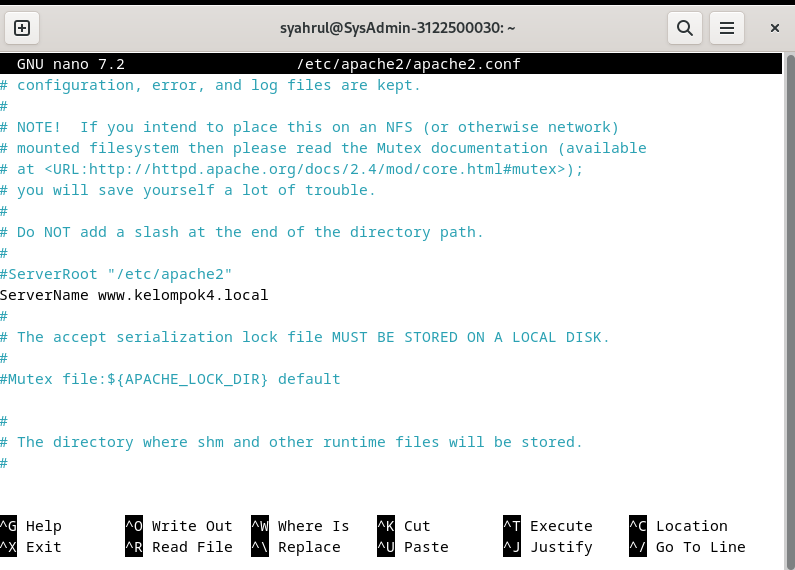 syahrul@SysAdmin-3122500030: ~
GNU nano 7.2 /etc/apache2/apache2.conf
# configuration, error, and log files are kept.
#
# NOTE!  If you intend to place this on an NFS (or otherwise network)
# mounted filesystem then please read the Mutex documentation (available
# at <URL:http://httpd.apache.org/docs/2.4/mod/core.html#mutex>);
# you will save yourself a lot of trouble.
#
# Do NOT add a slash at the end of the directory path.
#
#ServerRoot "/etc/apache2"
ServerName www.kelompok4.local
#
# The accept serialization lock file MUST BE STORED ON A LOCAL DISK.
#
#Mutex file:${APACHE_LOCK_DIR} default
#
# The directory where shm and other runtime files will be stored.
#
^G Help ^O Write Out ^W Where Is ^K Cut ^T Execute ^C Location
^X Exit ^R Read File ^\ Replace ^U Paste ^J Justify ^/ Go To Line